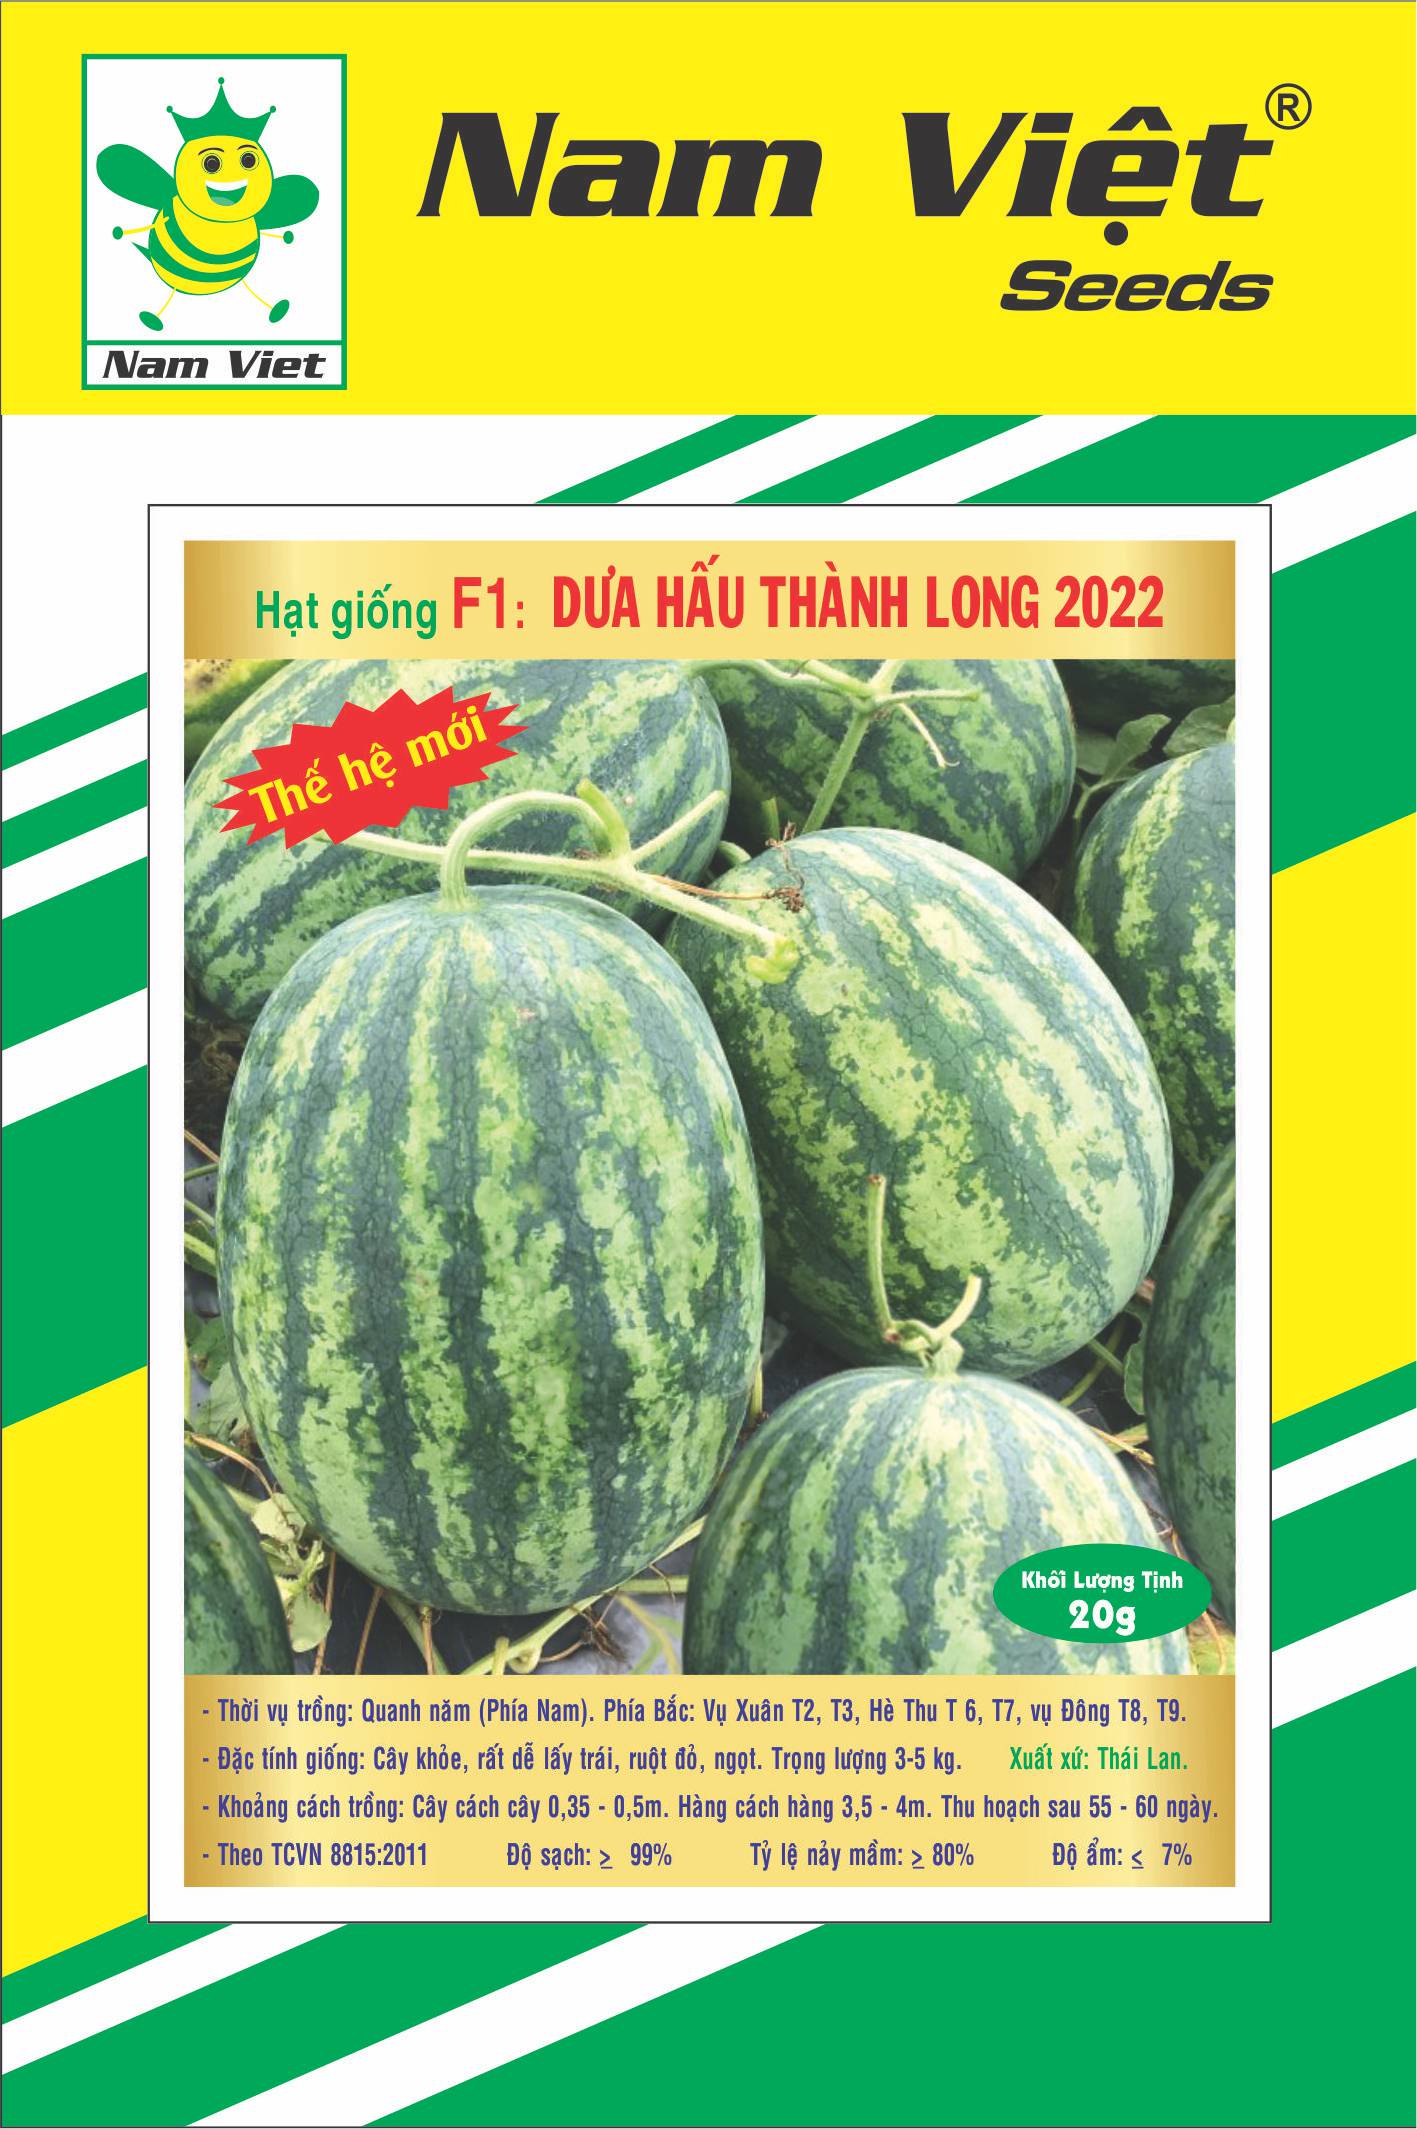 Nam Việt®
Seeds
Nam Viet
Hạt giống F1: DƯA HẤU THÀNH LONG 2022
Thế hệ mới
Khối Lượng Tịnh
20g
- Thời vụ trồng: Quanh năm (Phía Nam). Phía Bắc: Vụ Xuân T2, T3, Hè Thu T 6, T7, vụ Đông T8, T9.
- Đặc tính giống: Cây khỏe, rất dễ lấy trái, ruột đỏ, ngọt. Trọng lượng 3-5 kg. Xuất xứ: Thái Lan.
- Khoảng cách trồng: Cây cách cây 0,35 - 0,5m. Hàng cách hàng 3,5 - 4m. Thu hoạch sau 55 - 60 ngày.
- Theo TCVN 8815:2011 Độ sạch: ≥ 99% Tỷ lệ nảy mầm: ≥ 80% Độ ẩm: ≤ 7%